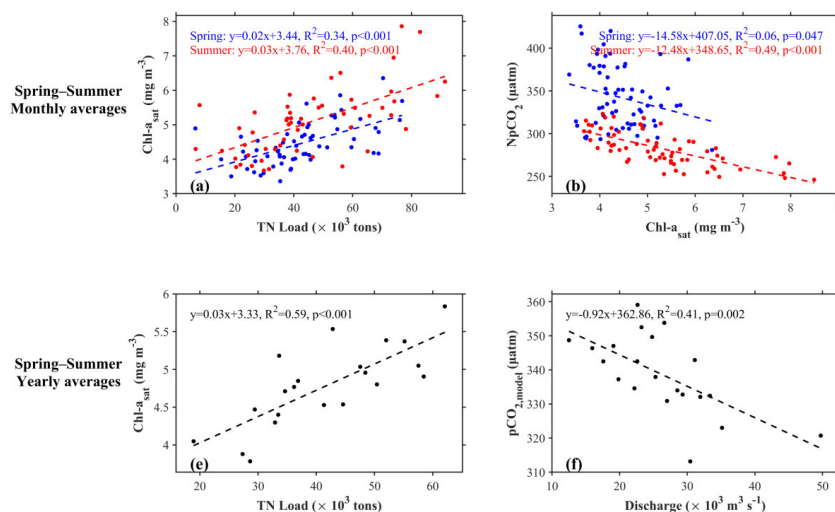 Spring–Summer
Monthly averages
Chl-a_sat (mg m⁻³)
8
7
6
5
4
3
Spring: y=0.02x+3.44, R²=0.34, p<0.001
Summer: y=0.03x+3.76, R²=0.40, p<0.001
(a)
0 20 40 60 80
TN Load (× 10³ tons)
NpCO₂ (µatm)
400
350
300
250
Spring: y=-14.58x+407.05, R²=0.06, p=0.047
Summer: y=-12.48x+348.65, R²=0.49, p<0.001
(b)
3 4 5 6 7 8 9
Chl-a_sat (mg m⁻³)
Spring–Summer
Yearly averages
Chl-a_sat (mg m⁻³)
6
5.5
5
4.5
4
y=0.03x+3.33, R²=0.59, p<0.001
(e)
20 30 40 50 60
TN Load (× 10³ tons)
pCO₂,model (µatm)
360
350
340
330
320
310
y=-0.92x+362.86, R²=0.41, p=0.002
(f)
10 20 30 40 50
Discharge (× 10³ m³ s⁻¹)